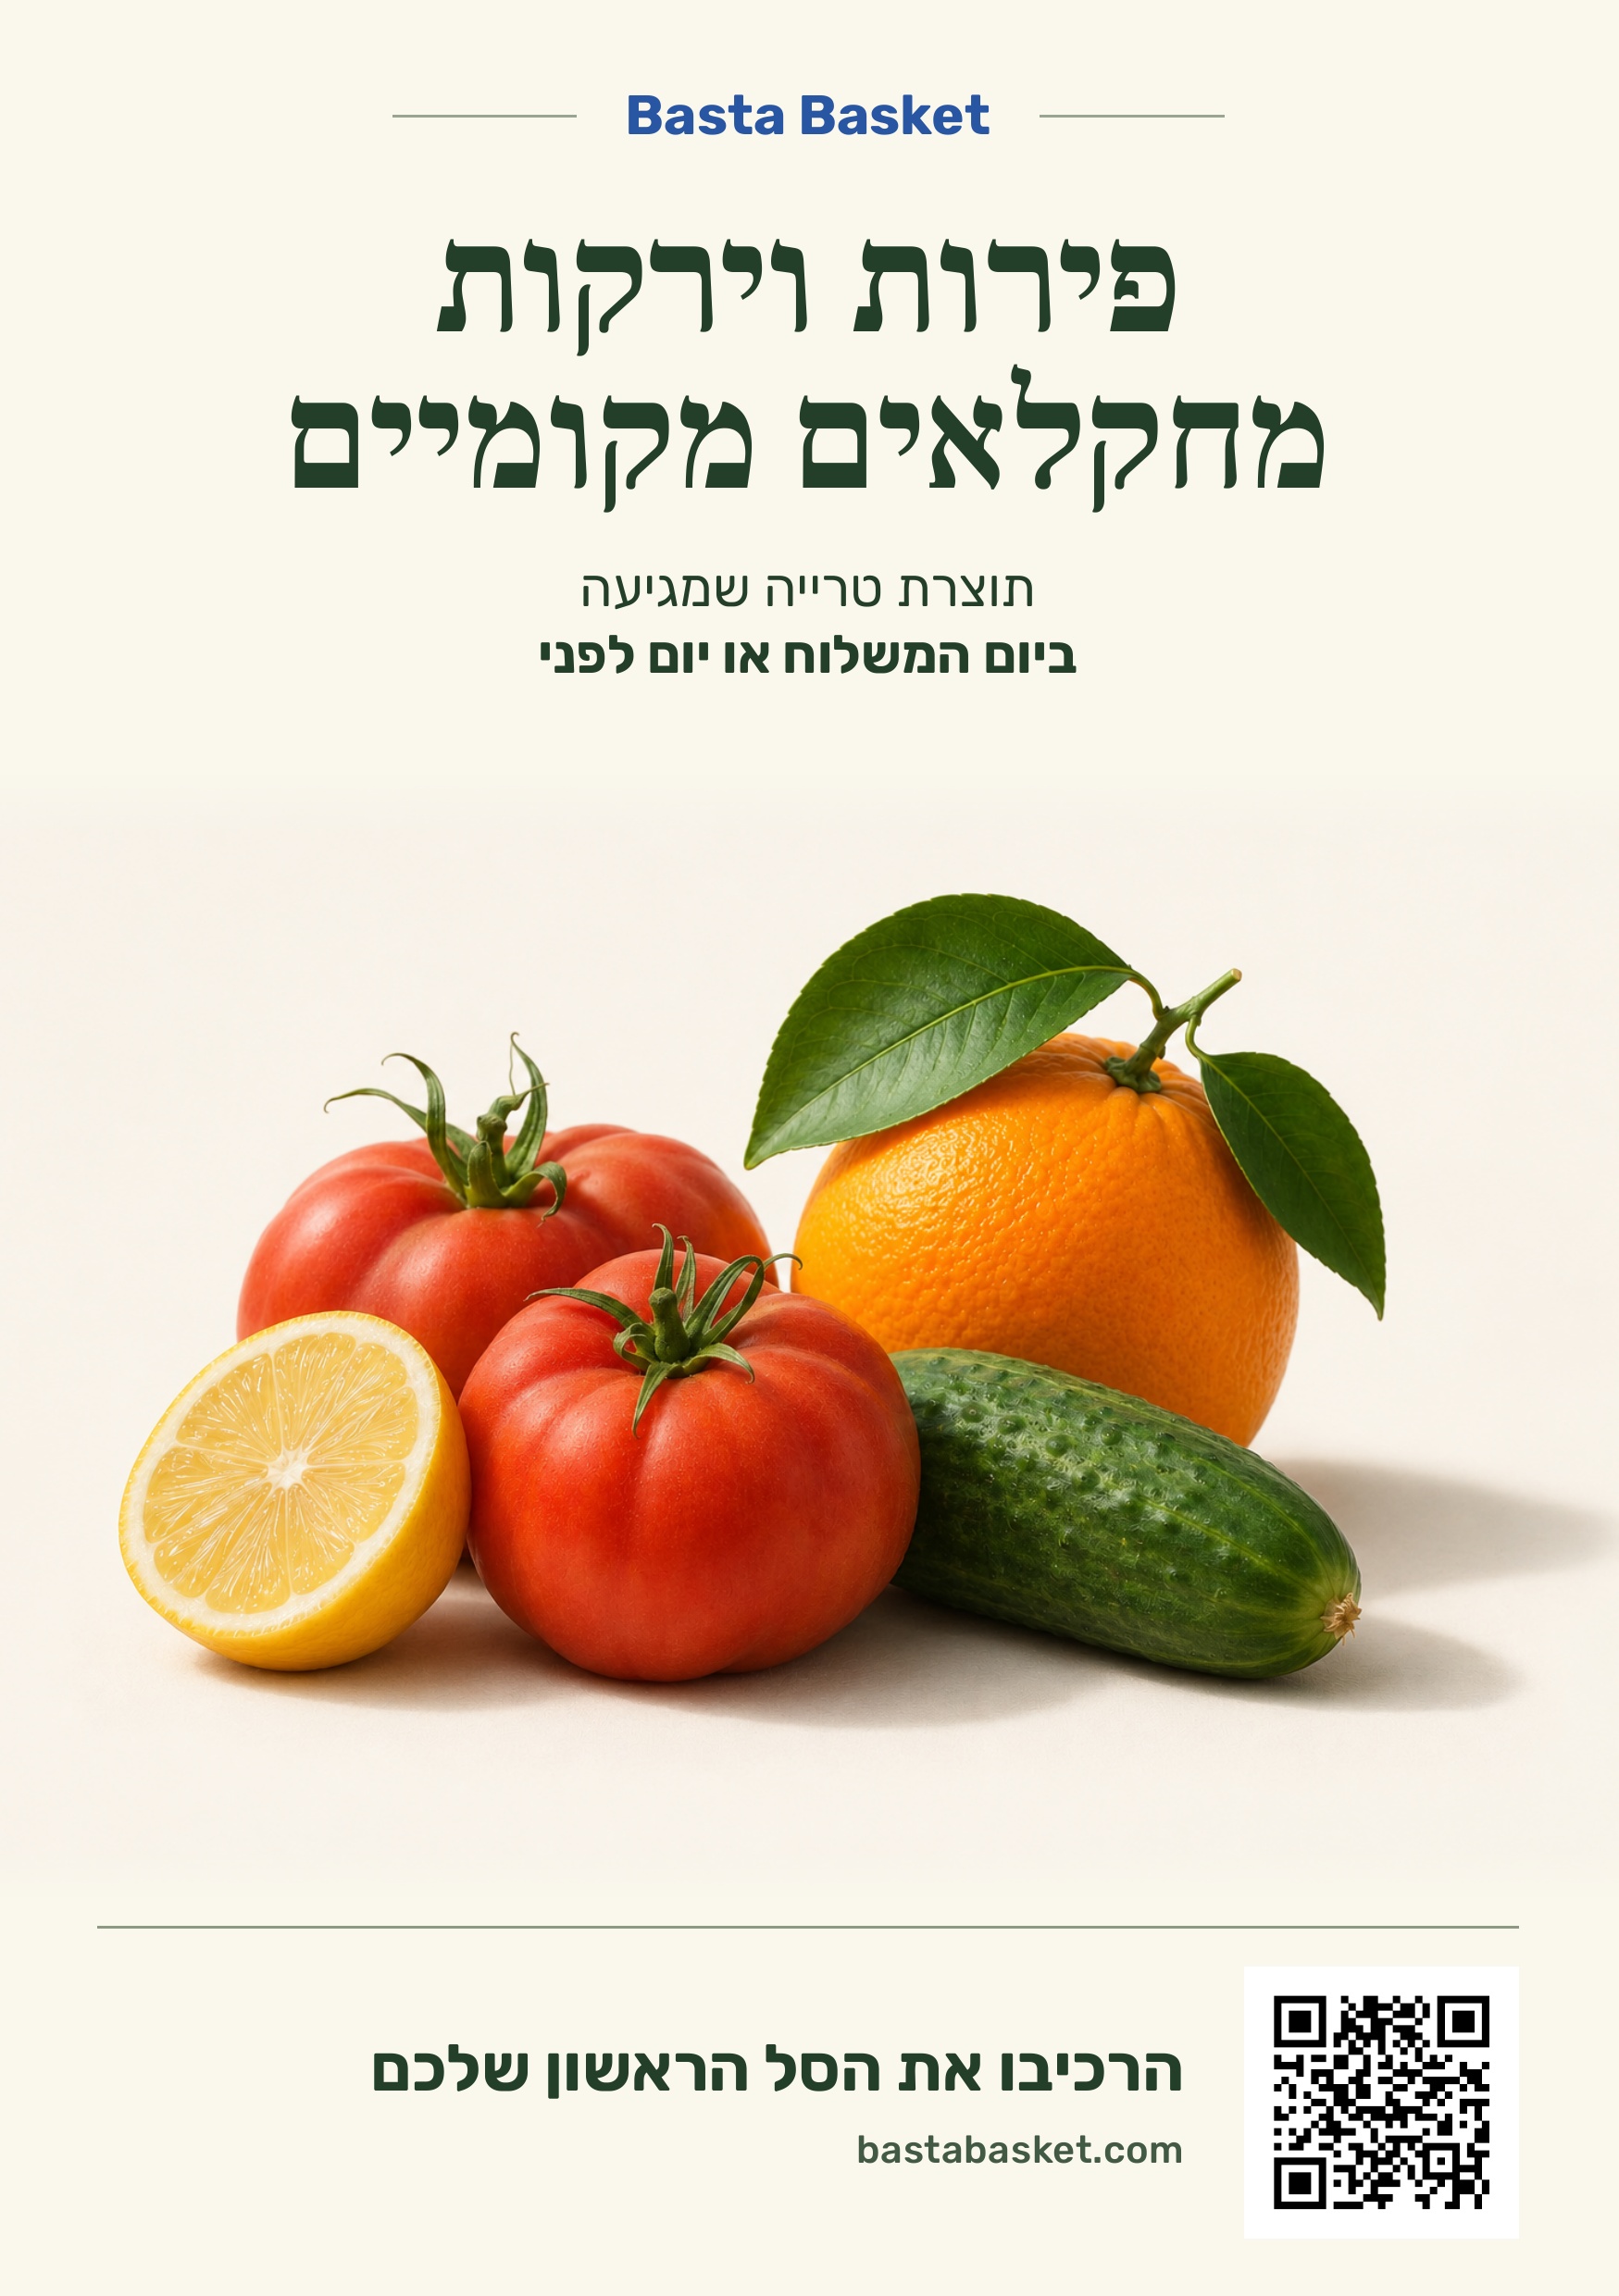 Basta Basket
פירות וירקות
מחקלאים מקומיים
תוצרת טרייה שמגיעה
ביום המשלוח או יום לפני
הרכיבו את הסל הראשון שלכם
bastabasket.com